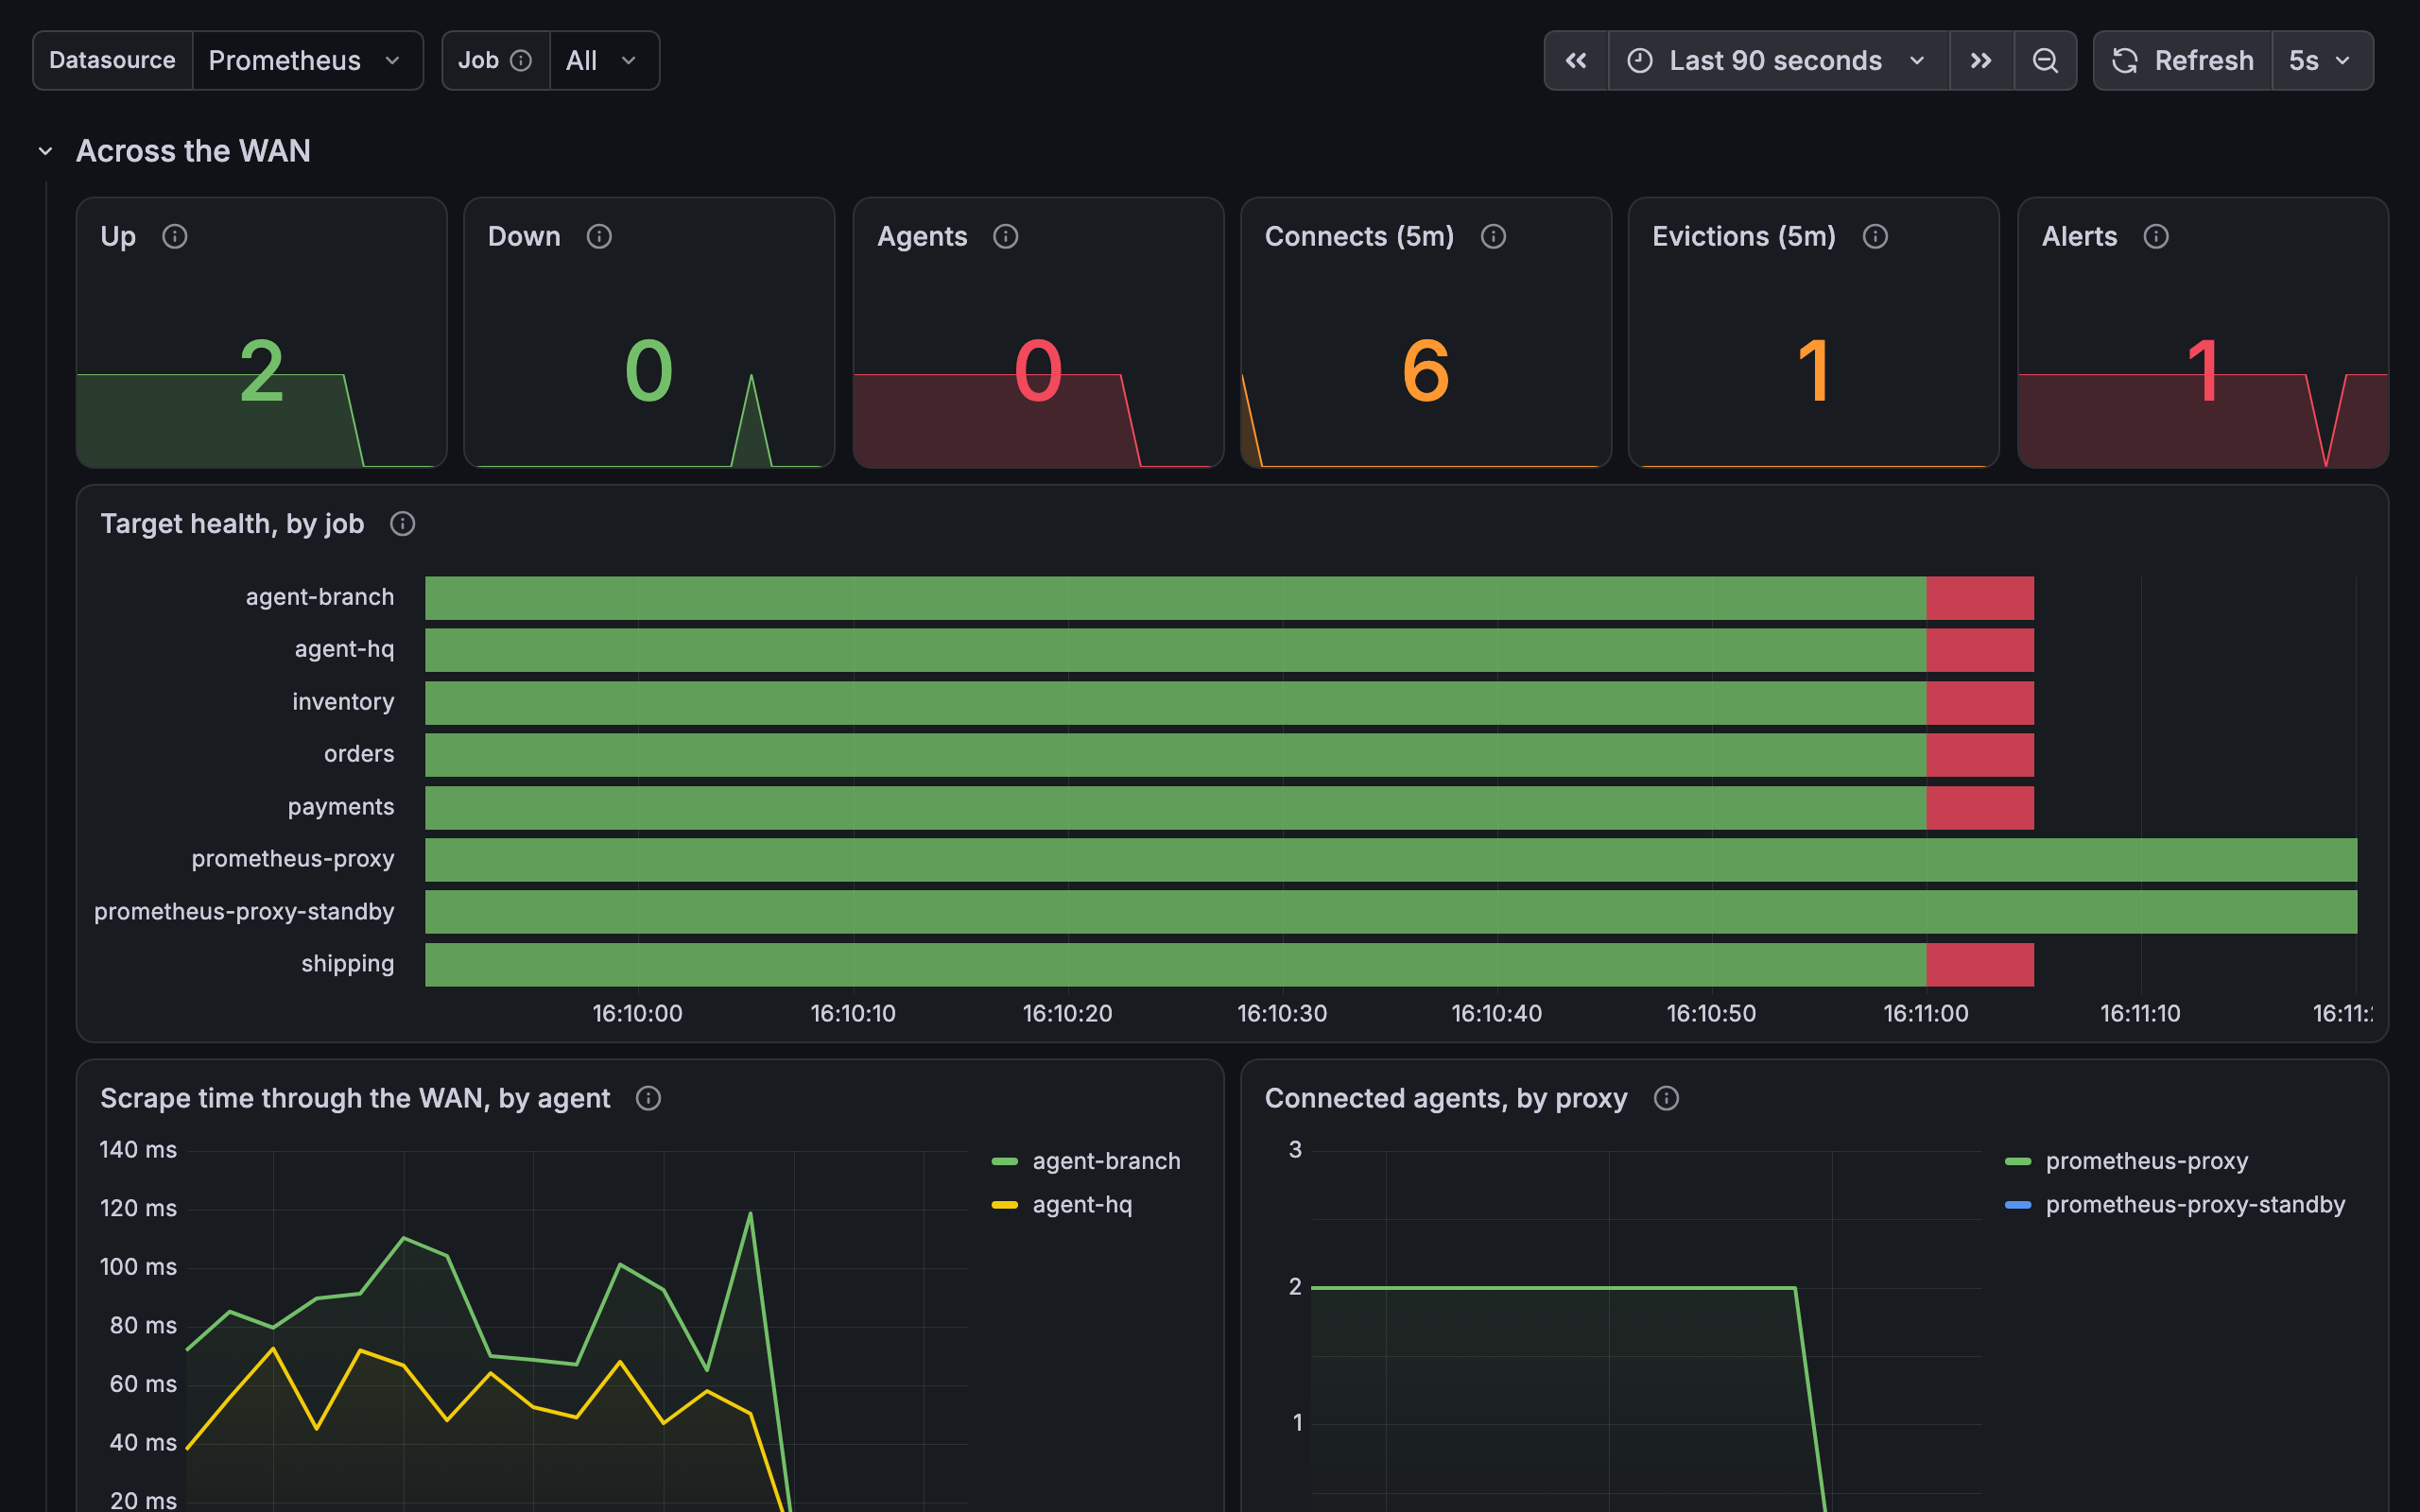 Datasource Prometheus Job All Last 90 seconds Refresh 5s
Across the WAN
Up Down Agents Connects (5m) Evictions (5m) Alerts
2 0 0 6 1 1
Target health, by job
agent-branch
agent-hq
inventory
orders
payments
prometheus-proxy
prometheus-proxy-standby
shipping
16:10:00 16:10:10 16:10:20 16:10:30 16:10:40 16:10:50 16:11:00 16:11:10 16:11:
Scrape time through the WAN, by agent
140 ms
120 ms
100 ms
80 ms
60 ms
40 ms
20 ms
agent-branch
agent-hq
Connected agents, by proxy
3
2
1
prometheus-proxy
prometheus-proxy-standby